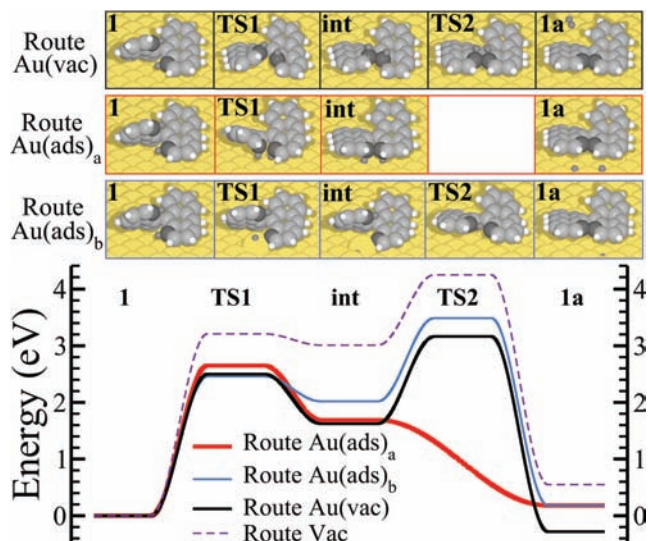 Route Au(vac)
1 TS1 int TS2 1a
Route Au(ads)a
1 TS1 int 1a
Route Au(ads)b
1 TS1 int TS2 1a
1 TS1 int TS2 1a
Energy (eV)
4 4
3 3
2 2
1 1
0 0
Route Au(ads)a
Route Au(ads)b
Route Au(vac)
Route Vac